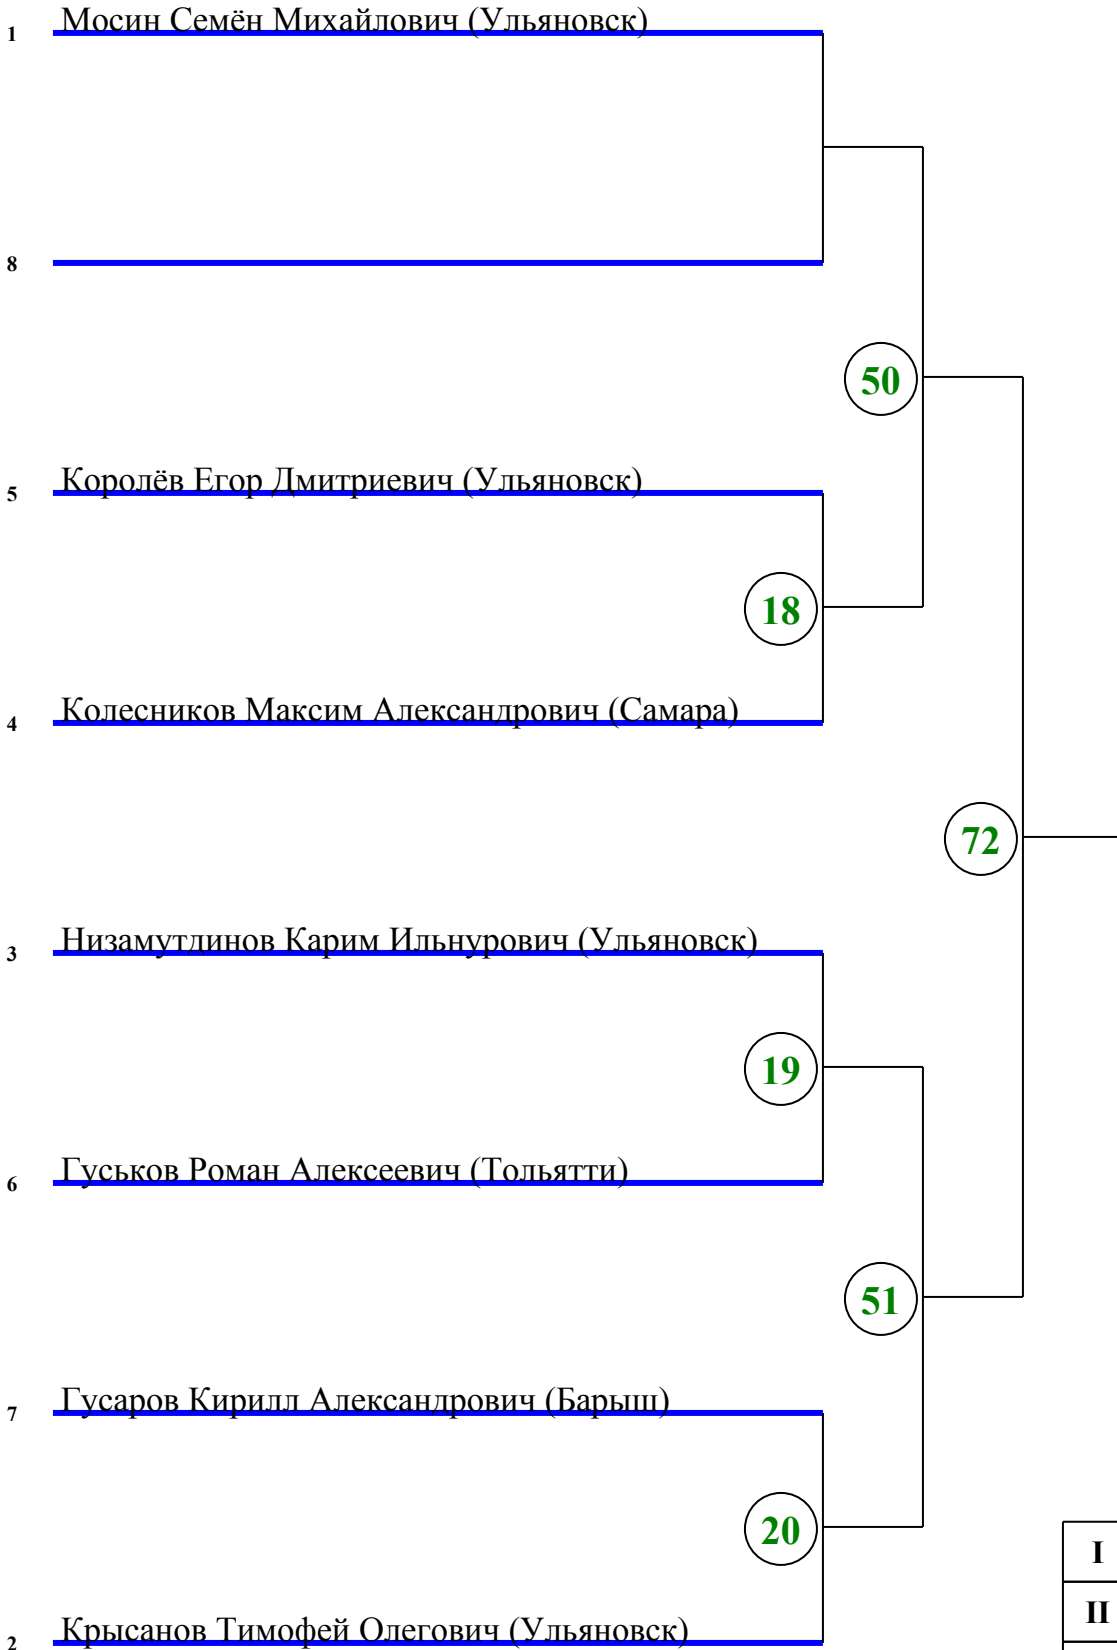 1 Мосин Семён Михайлович (Ульяновск)
8
50
5 Королёв Егор Дмитриевич (Ульяновск)
18
4 Колесников Максим Александрович (Самара)
72
3 Низамутдинов Карим Ильнурович (Ульяновск)
19
6 Гуськов Роман Алексеевич (Тольятти)
51
7 Гусаров Кирилл Александрович (Барыш)
20
I
II
2 Крысанов Тимофей Олегович (Ульяновск)